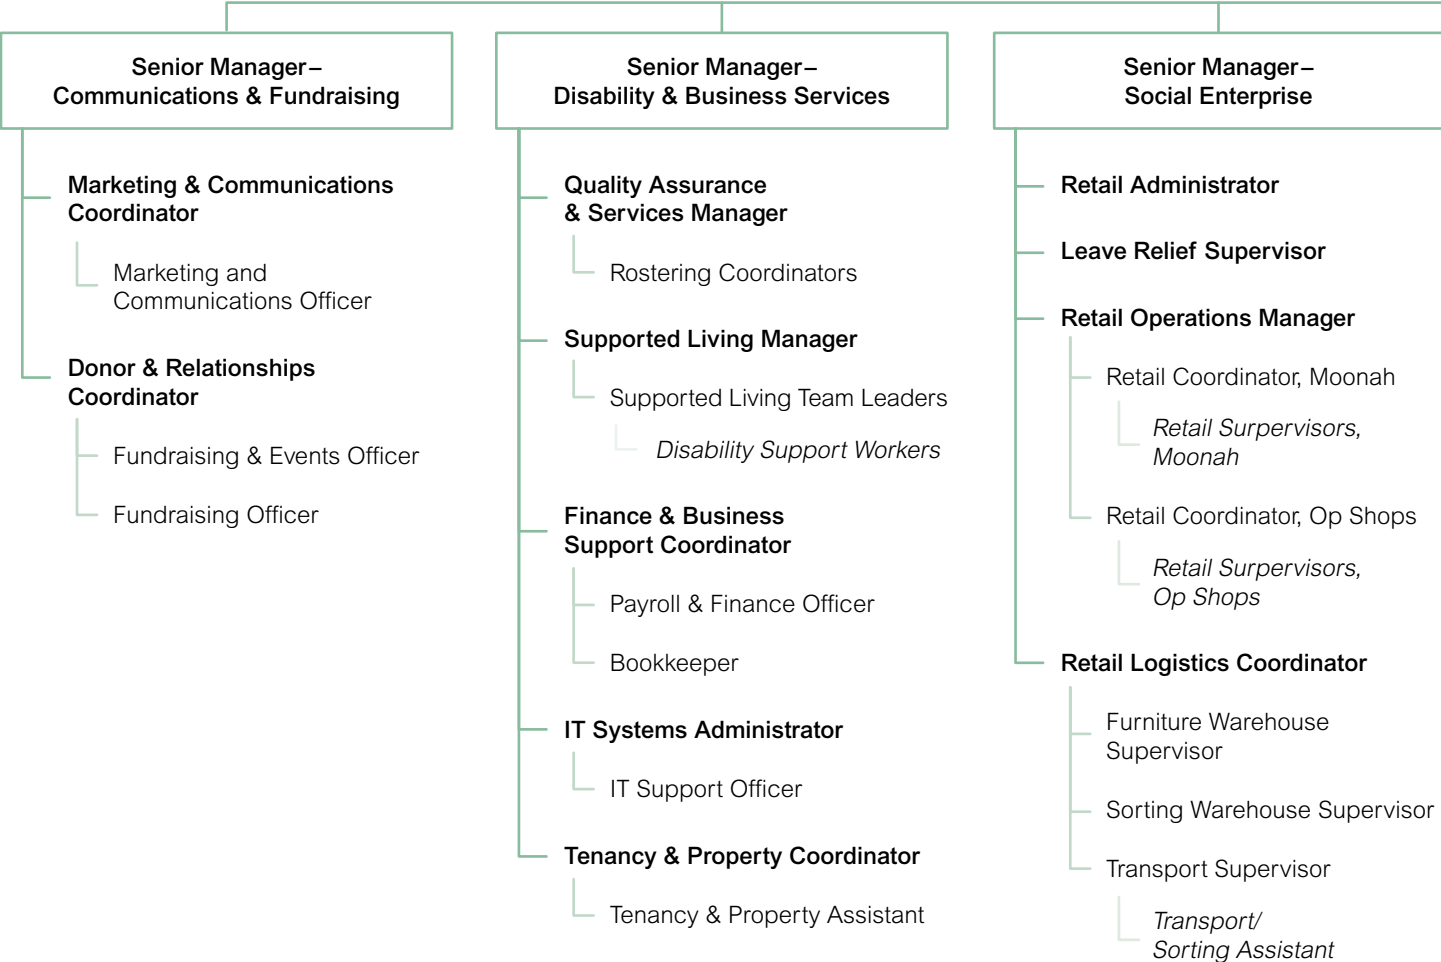 Senior Manager–
Communications & Fundraising
Marketing & Communications
Coordinator
Marketing and
Communications Officer
Donor & Relationships
Coordinator
Fundraising & Events Officer
Fundraising Officer
Senior Manager–
Disability & Business Services
Quality Assurance
& Services Manager
Rostering Coordinators
Supported Living Manager
Supported Living Team Leaders
Disability Support Workers
Finance & Business
Support Coordinator
Payroll & Finance Officer
Bookkeeper
IT Systems Administrator
IT Support Officer
Tenancy & Property Coordinator
Tenancy & Property Assistant
Senior Manager–
Social Enterprise
Retail Administrator
Leave Relief Supervisor
Retail Operations Manager
Retail Coordinator, Moonah
Retail Surpervisors,
Moonah
Retail Coordinator, Op Shops
Retail Surpervisors,
Op Shops
Retail Logistics Coordinator
Furniture Warehouse
Supervisor
Sorting Warehouse Supervisor
Transport Supervisor
Transport/
Sorting Assistant